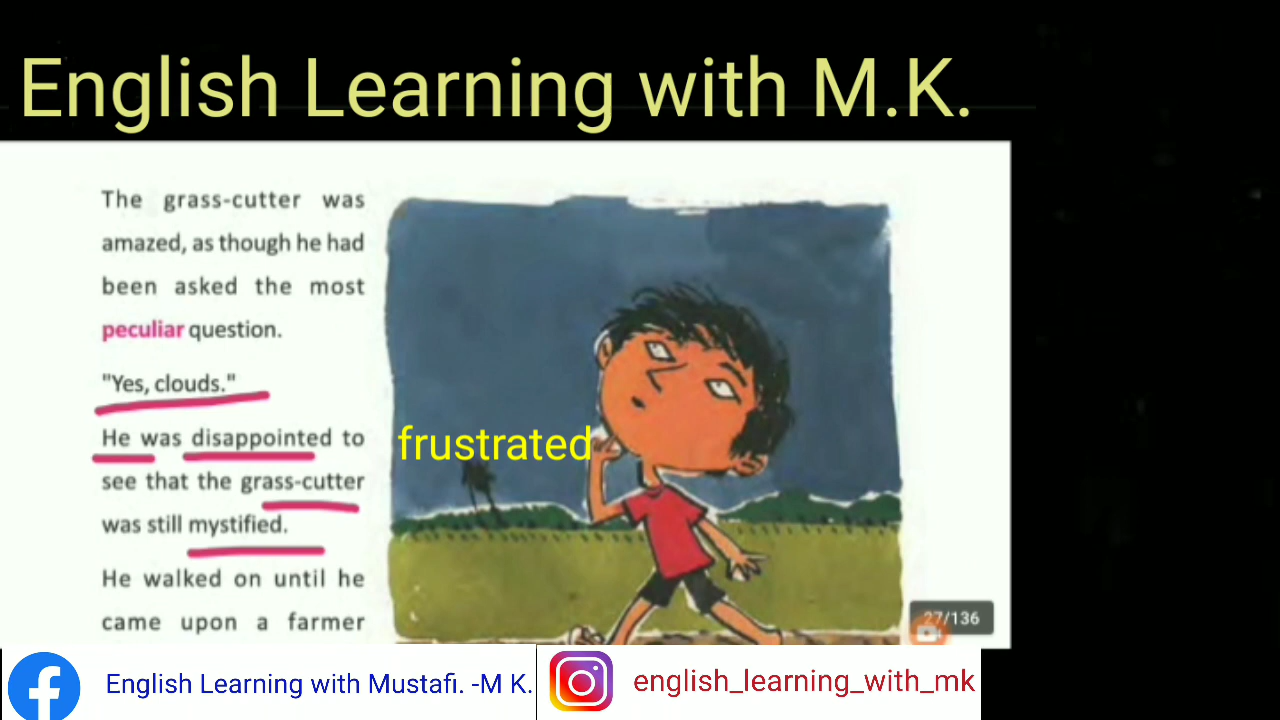 English Learning with M.K.
The grass-cutter was
amazed, as though he had
been asked the most
peculiar question.
"Yes, clouds."
He was disappointed to
see that the grass-cutter
was still mystified.
He walked on until he
came upon a farmer
frustrated
27/136
English Learning with Mustafi. -M K.
english_learning_with_mk